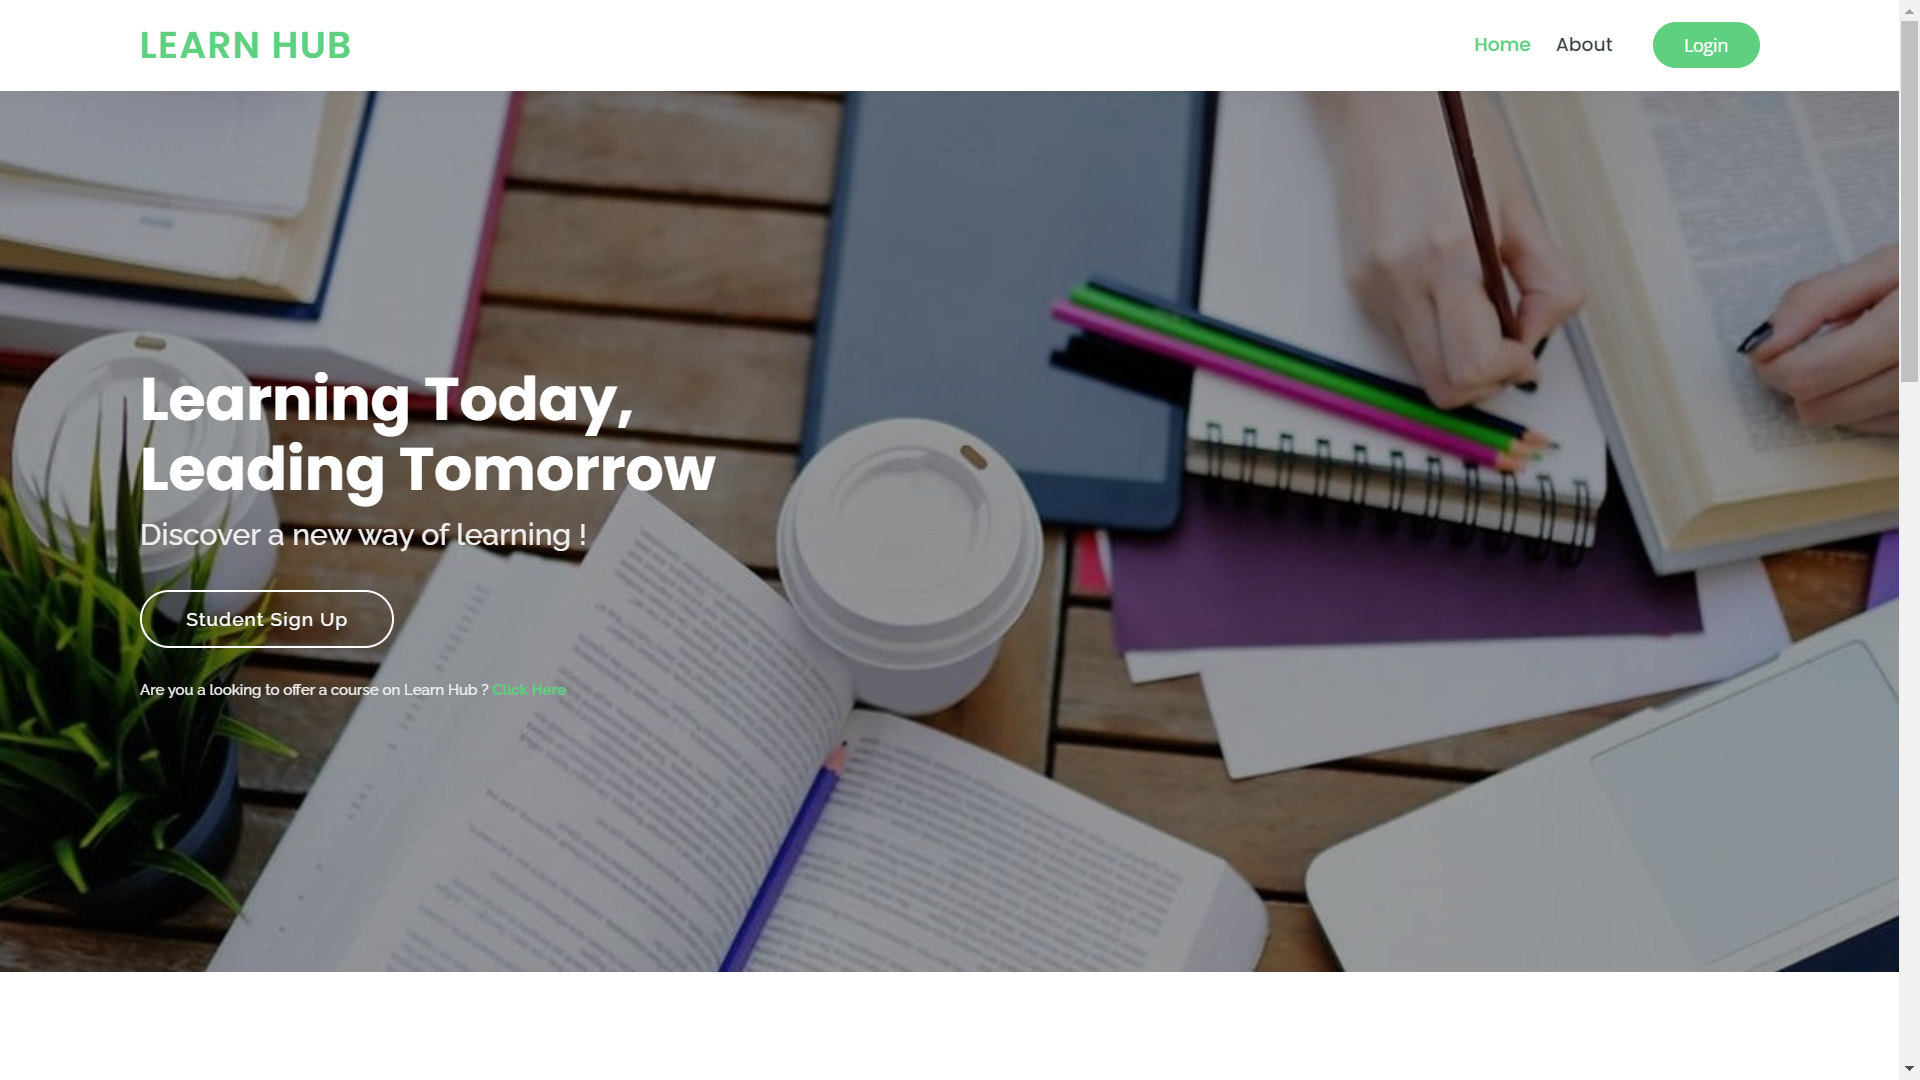 LEARN HUB
Home
About
Login
Learning Today,
Leading Tomorrow
Discover a new way of learning !
Student Sign Up
Are you a looking to offer a course on Learn Hub ? Click Here